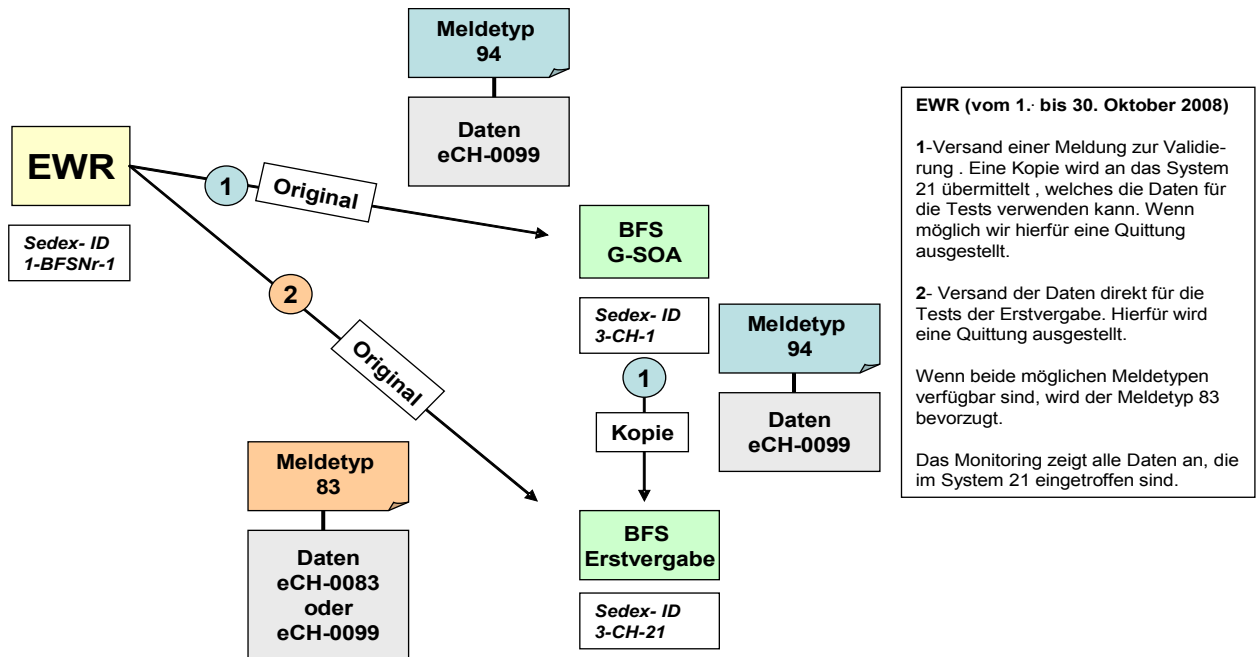 Meldetyp
94
Daten
eCH-0099
EWR
Sedex- ID
1-BFSNr-1
1
Original
2
Original
BFS
G-SOA
Sedex- ID
3-CH-1
1
Kopie
Meldetyp
94
Daten
eCH-0099
Meldetyp
83
Daten
eCH-0083
oder
eCH-0099
BFS
Erstvergabe
Sedex- ID
3-CH-21
EWR (vom 1. bis 30. Oktober 2008)
1-Versand einer Meldung zur Validie-
rung . Eine Kopie wird an das System
21 übermittelt , welches die Daten für
die Tests verwenden kann. Wenn
möglich wir hierfür eine Quittung
ausgestellt.
2- Versand der Daten direkt für die
Tests der Erstvergabe. Hierfür wird
eine Quittung ausgestellt.
Wenn beide möglichen Meldetypen
verfügbar sind, wird der Meldetyp 83
bevorzugt.
Das Monitoring zeigt alle Daten an, die
im System 21 eingetroffen sind.